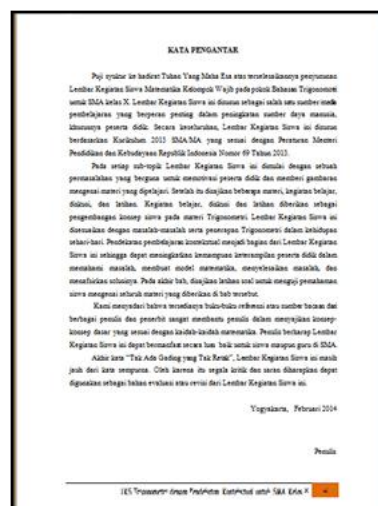 KATA PENGANTAR
Puji syukur ke hadirat Tuhan Yang Maha Esa atas terselesaikannya penyusunan
Lembar Kegiatan Siswa Matematika Kelompok Wajib pada pokok Bahasan Trigonometri
untuk SMA kelas X. Lembar Kegiatan Siswa ini disusun sebagai salah satu sumber media
pembelajaran yang berperan penting dalam peningkatan sumber daya manusia,
khususnya peserta didik. Secara keseluruhan, Lembar Kegiatan Siswa ini disusun
berdasarkan Kurikulum 2013 SMA/MA yang sesuai dengan Peraturan Menteri
Pendidikan dan Kebudayaan Republik Indonesia Nomor 69 Tahun 2013.
Pada setiap sub-topik Lembar Kegiatan Siswa ini dimulai dengan sebuah
permasalahan yang berguna untuk memotivasi peserta didik dan memberi gambaran
mengenai materi yang dipelajari. Setelah itu disajikan beberapa materi, kegiatan belajar,
diskusi, dan latihan. Kegiatan belajar, diskusi dan latihan diberikan sebagai
pengembangan konsep siswa pada materi Trigonometri. Lembar Kegiatan Siswa ini
disesuaikan dengan masalah-masalah serta penerapan Trigonometri dalam kehidupan
sehari-hari. Pendekatan pembelajaran kontekstual menjadi bagian dari Lembar Kegiatan
Siswa ini sehingga dapat meningkatkan kemampuan keterampilan peserta didik dalam
memahami masalah, membuat model matematika, menyelesaikan masalah, dan
menafsirkan solusinya. Pada akhir bab, disajikan latihan soal untuk menguji pemahaman
siswa mengenai seluruh materi yang diberikan di bab tersebut.
Kami menyadari bahwa tersedianya buku-buku referensi atau sumber bacaan dari
berbagai penulis dan penerbit sangat membantu penulis dalam menyajikan konsep-
konsep dasar yang sesuai dengan kaidah-kaidah matematika. Penulis berharap Lembar
Kegiatan Siswa ini dapat bermanfaat secara luas baik untuk siswa maupun guru di SMA.
Akhir kata "Tak Ada Gading yang Tak Retak", Lembar Kegiatan Siswa ini masih
jauh dari kata sempurna. Oleh karena itu segala kritik dan saran diharapkan dapat
digunakan sebagai bahan evaluasi atau revisi dari Lembar Kegiatan Siswa ini.
Yogyakarta, Februari 2014
Penulis
LKS Trigonometri dengan Pendekatan Kontekstual untuk SMA Kelas X